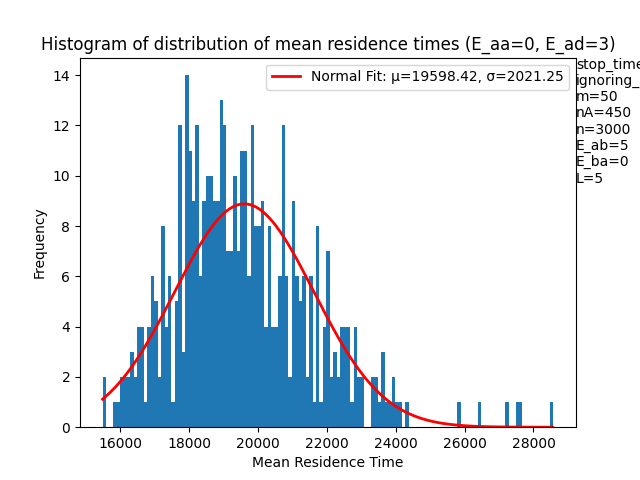 Histogram of distribution of mean residence times (E_aa=0, E_ad=3)
Normal Fit: μ=19598.42, σ=2021.25
stop_time
ignoring_
m=50
nA=450
n=3000
E_ab=5
E_ba=0
L=5
Frequency
14
12
10
8
6
4
2
0
16000 18000 20000 22000 24000 26000 28000
Mean Residence Time